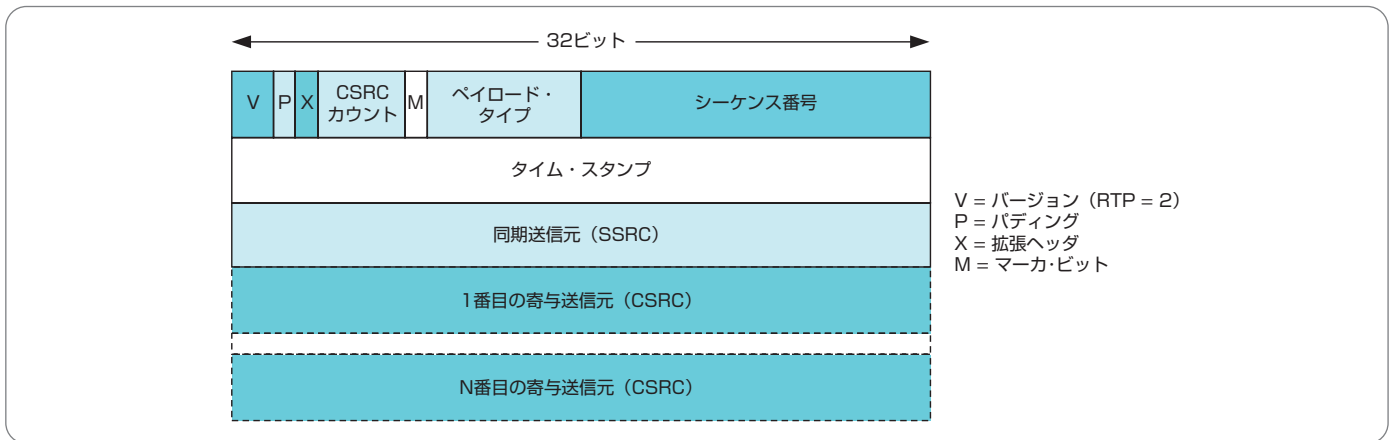 32ビット
V
P
X
CSRC
カウント
M
ペイロード・
タイプ
シーケンス番号
タイム・スタンプ
同期送信元（SSRC）
1番目の寄与送信元（CSRC）
N番目の寄与送信元（CSRC）
V = バージョン（RTP = 2）
P = パディング
X = 拡張ヘッダ
M = マーカ・ビット